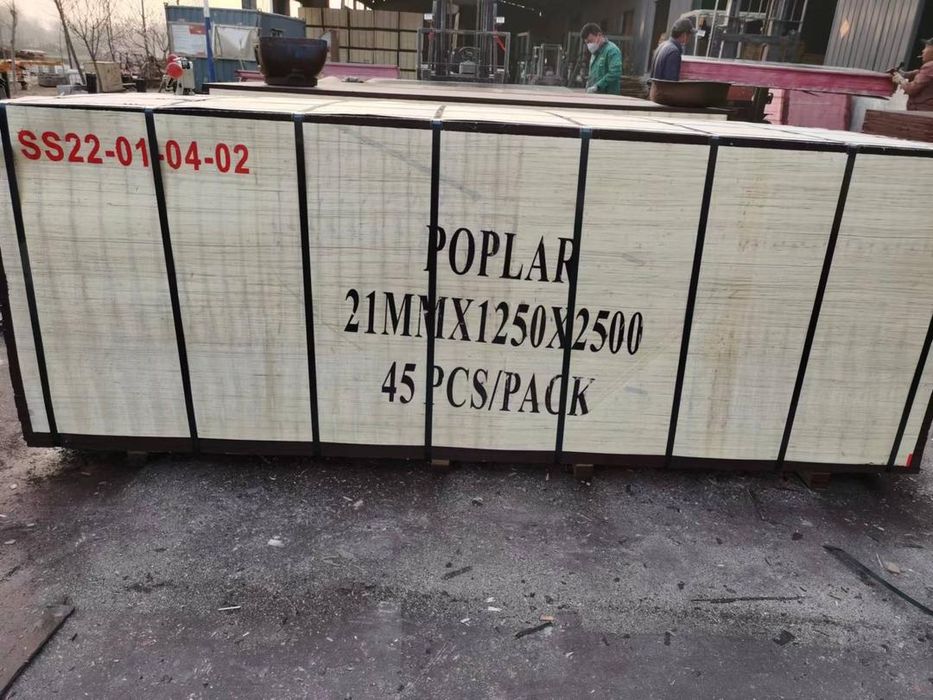 SS22-01-04-02
POPLAR
21MMX1250X2500
45 PCS/PACK